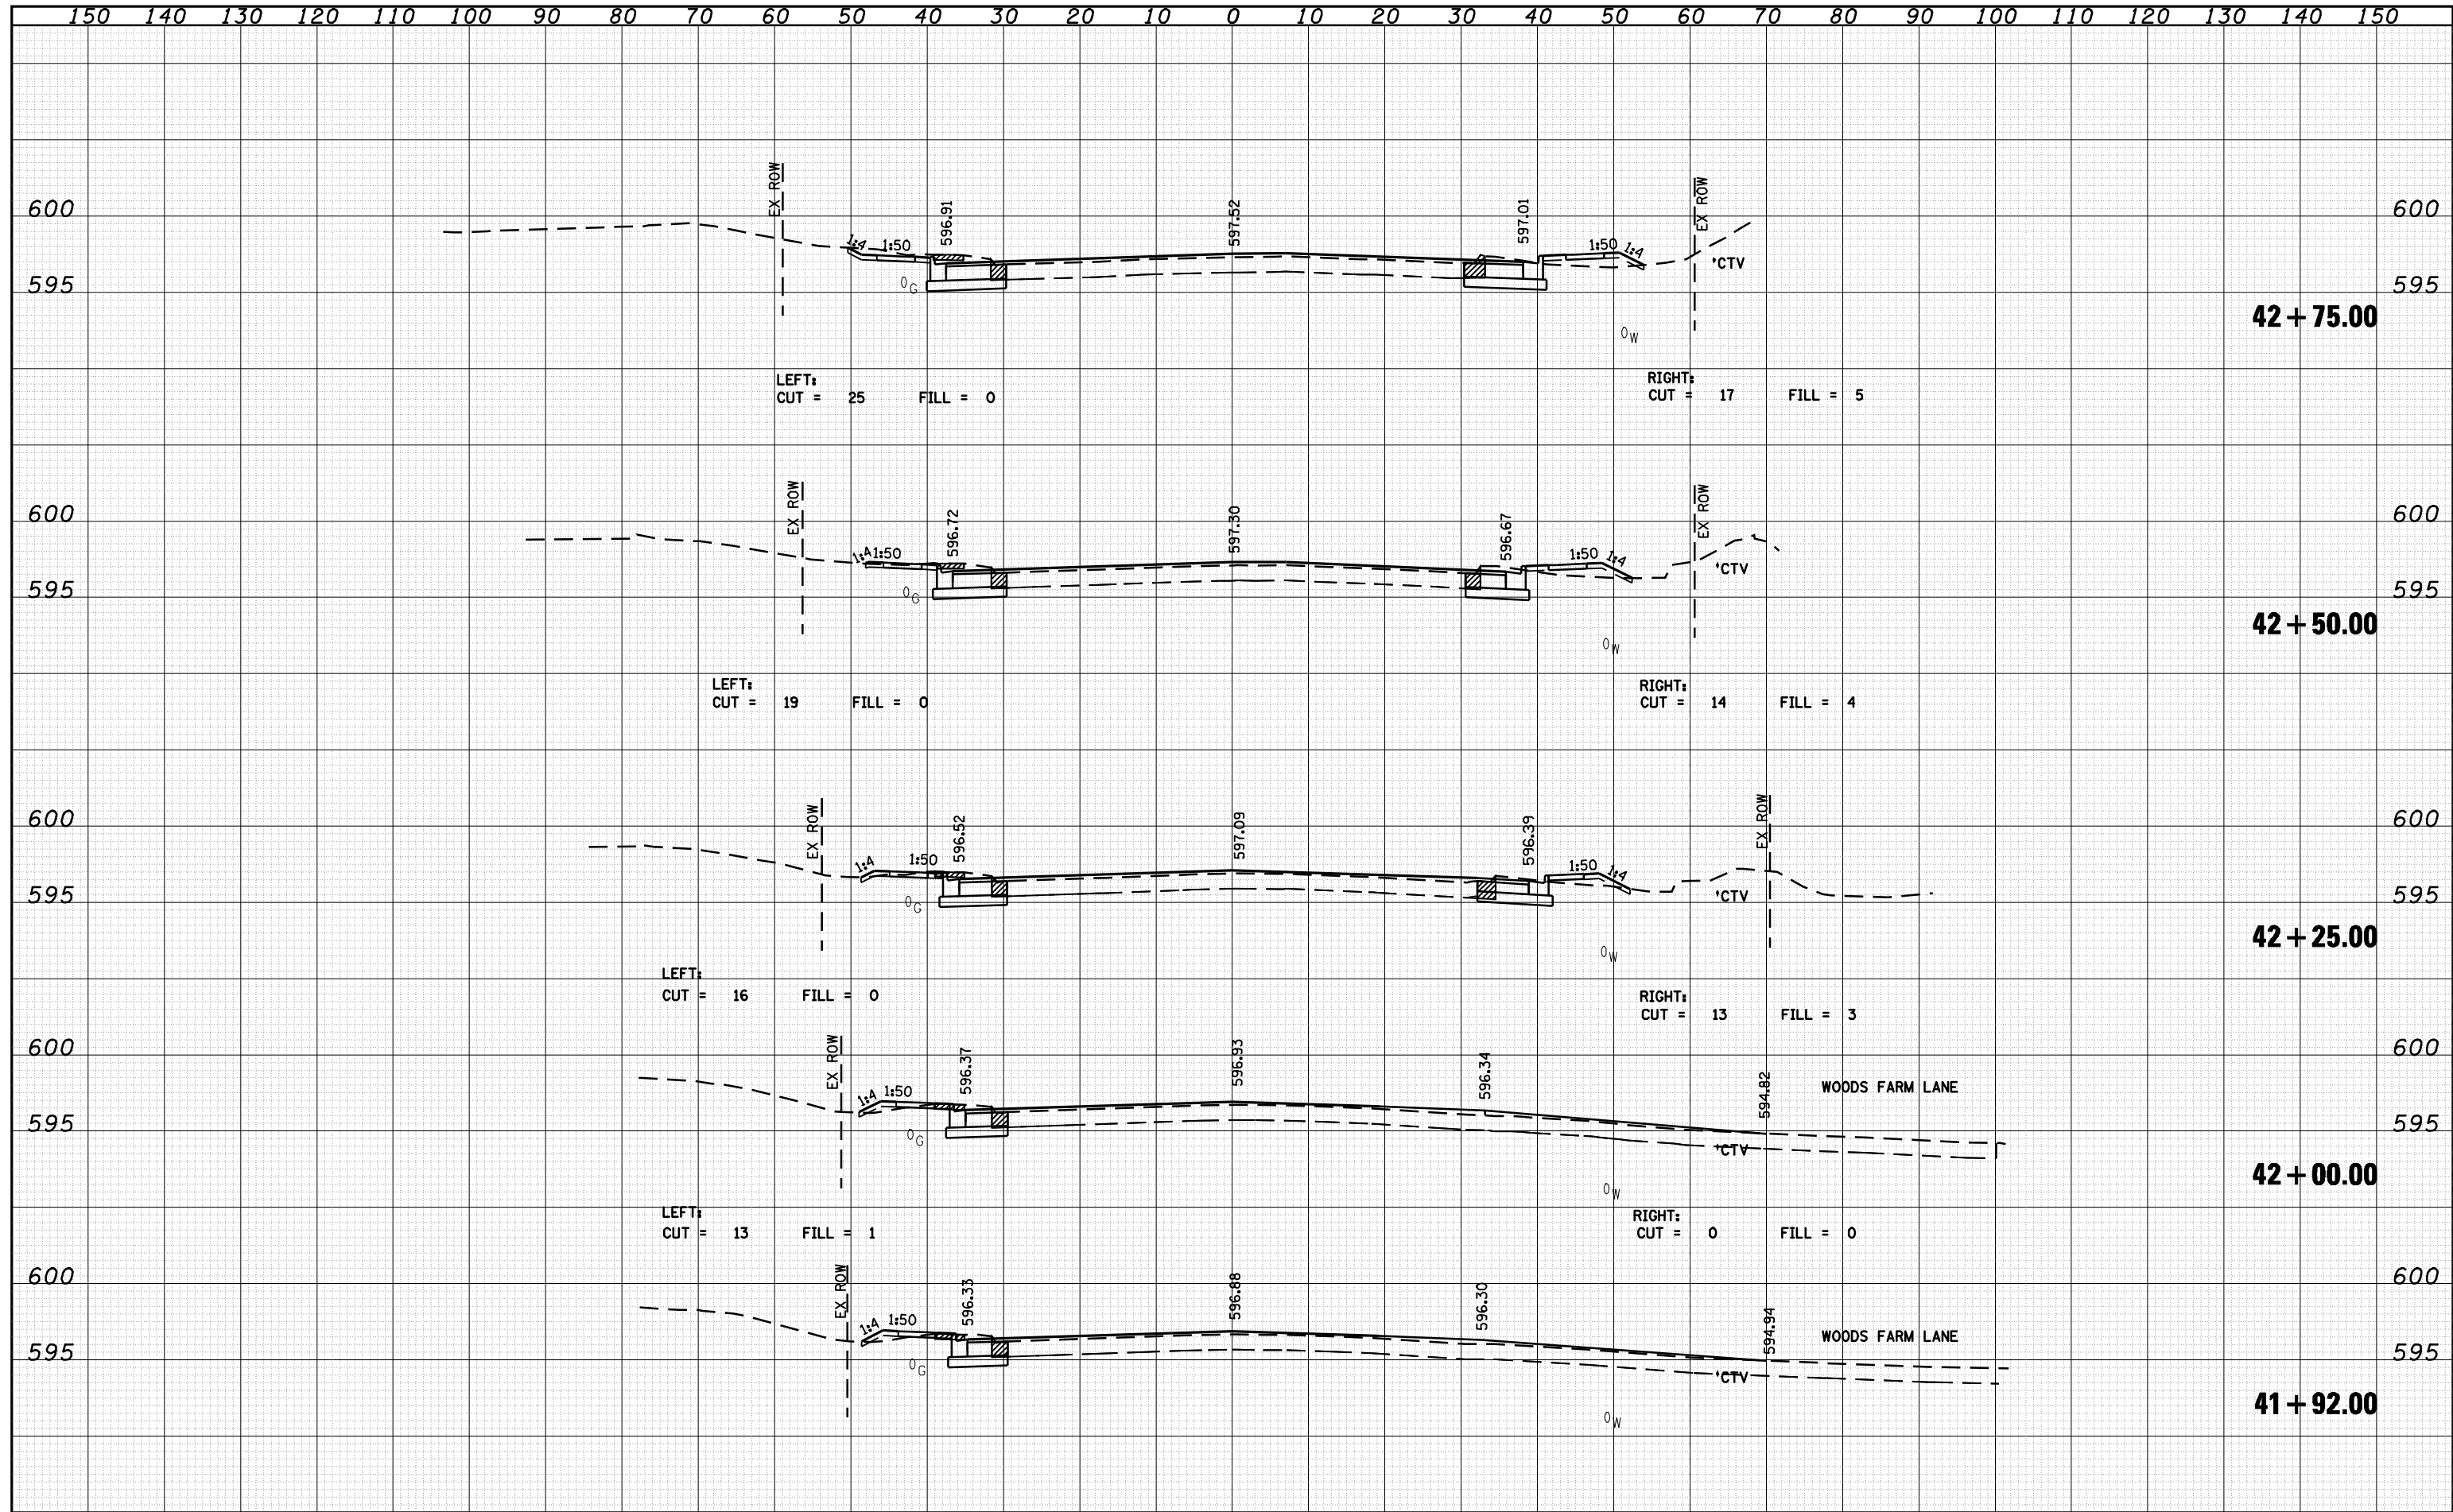 150 140 130 120 110 100 90 80 70 60 50 40 30 20 10 0 10 20 30 40 50 60 70 80 90 100 110 120 130 140 150
EX ROW 596.91 597.52 597.01 EX ROW
600 600
1:4 1:50 1:50 1:4
CTV
595 G 595
42+75.00
W
LEFT: RIGHT:
CUT = 25 FILL = 0 CUT = 17 FILL = 5
EX ROW 596.72 597.30 596.67 EX ROW
600 600
1:4 1:50 1:50 1:4
CTV
595 G 595
42+50.00
W
LEFT: RIGHT:
CUT = 19 FILL = 0 CUT = 14 FILL = 4
EX ROW 596.52 597.09 596.39 EX ROW
600 600
1:4 1:50 1:50 1:4
CTV
595 G 595
42+25.00
W
LEFT:
CUT = 16 FILL = 0
RIGHT:
CUT = 13 FILL = 3
EX ROW 596.37 596.93 596.34 594.82
600 600
1:4 1:50 WOODS FARM LANE
595 G CTV 595
42+00.00
W
LEFT: RIGHT:
CUT = 13 FILL = 1 CUT = 0 FILL = 0
EX ROW 596.33 596.88 596.30 594.94
600 600
1:4 1:50 WOODS FARM LANE
595 G CTV 595
41+92.00
W